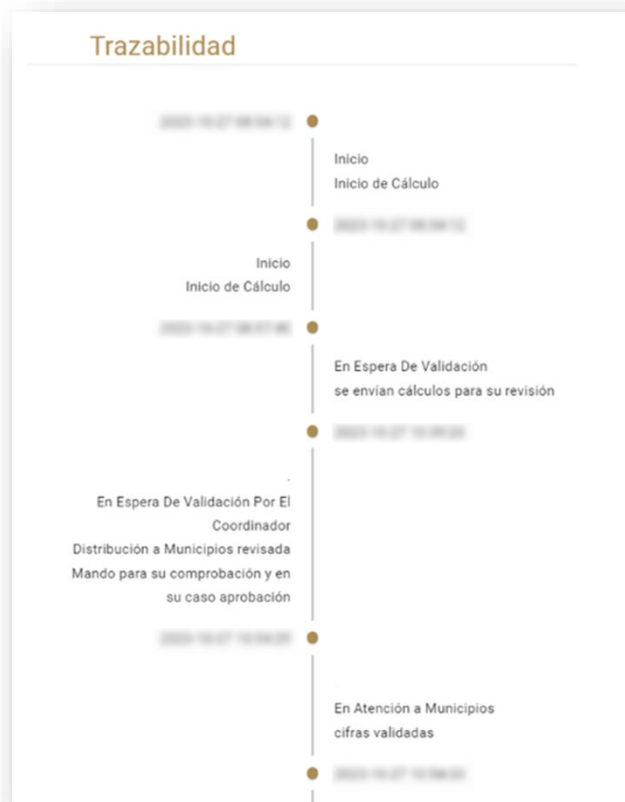 Trazabilidad
Inicio
Inicio de Cálculo
Inicio
Inicio de Cálculo
En Espera De Validación
se envían cálculos para su revisión
En Espera De Validación Por El
Coordinador
Distribución a Municipios revisada
Mando para su comprobación y en
su caso aprobación
En Atención a Municipios
cifras validadas